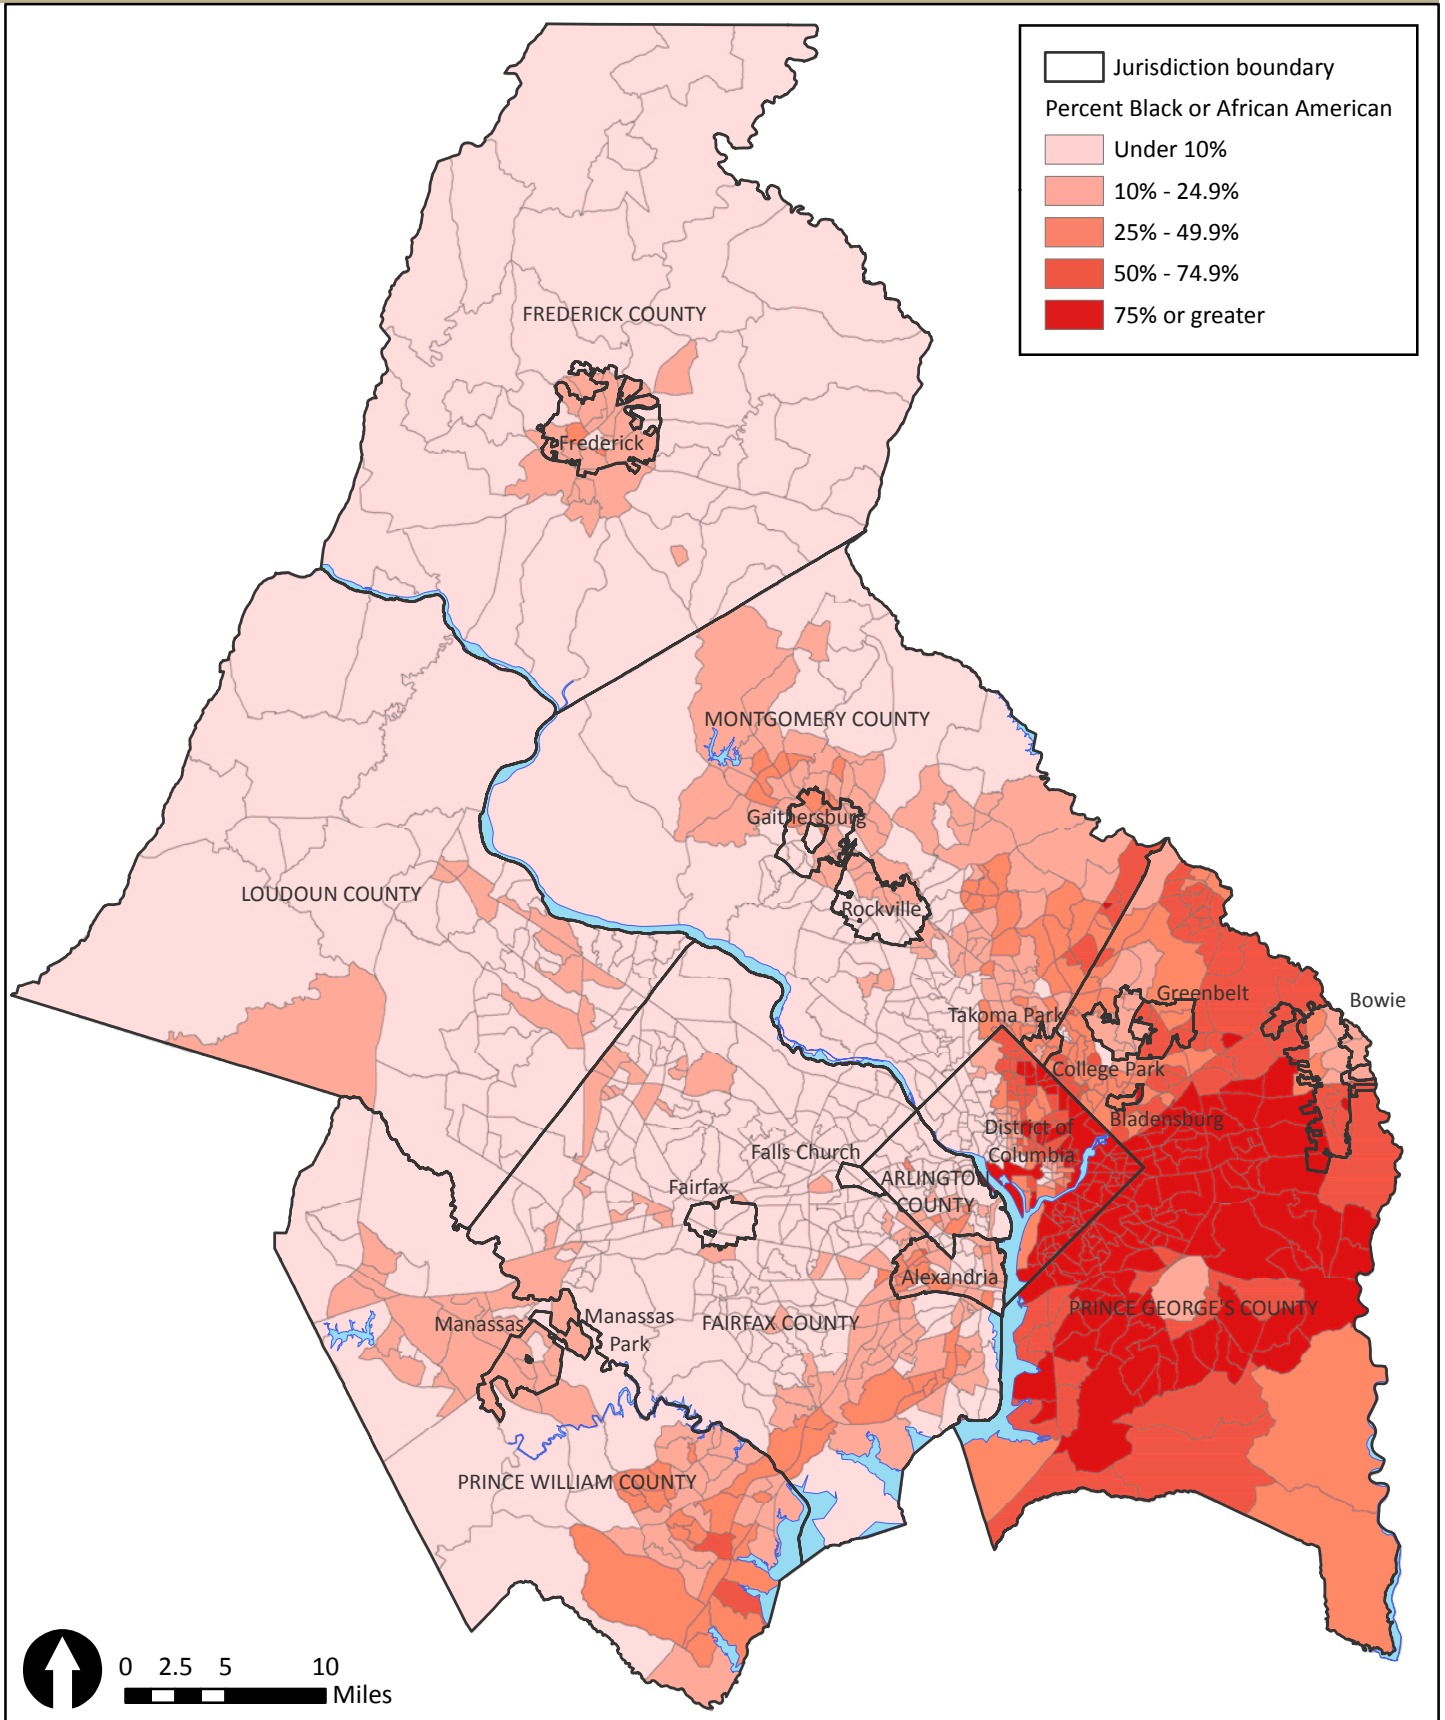 Jurisdiction boundary
Percent Black or African American
Under 10%
10% - 24.9%
25% - 49.9%
50% - 74.9%
75% or greater
FREDERICK COUNTY
Frederick
MONTGOMERY COUNTY
Gaithersburg
LOUDOUN COUNTY
Rockville
Greenbelt
Bowie
Takoma Park
College Park
Bladensburg
District of
Columbia
Falls Church
ARLINGTON
COUNTY
Fairfax
Alexandria
PRINCE GEORGE'S COUNTY
Manassas
Manassas
Park
FAIRFAX COUNTY
PRINCE WILLIAM COUNTY
0 2.5 5 10
Miles